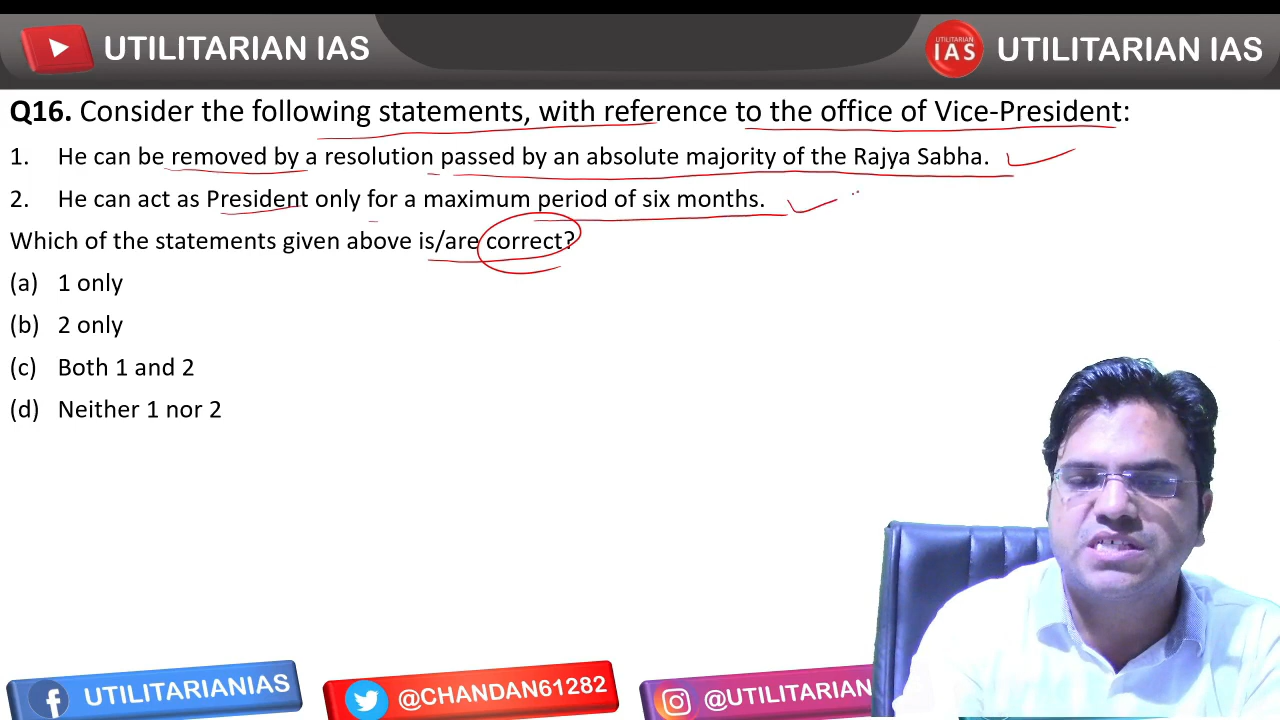 UTILITARIAN IAS
UTILITARIAN IAS UTILITARIAN IAS
Q16. Consider the following statements, with reference to the office of Vice-President:
1. He can be removed by a resolution passed by an absolute majority of the Rajya Sabha.
2. He can act as President only for a maximum period of six months.
Which of the statements given above is/are correct?
(a) 1 only
(b) 2 only
(c) Both 1 and 2
(d) Neither 1 nor 2
UTILITARIANIAS
@CHANDAN61282
@UTILITARIAN